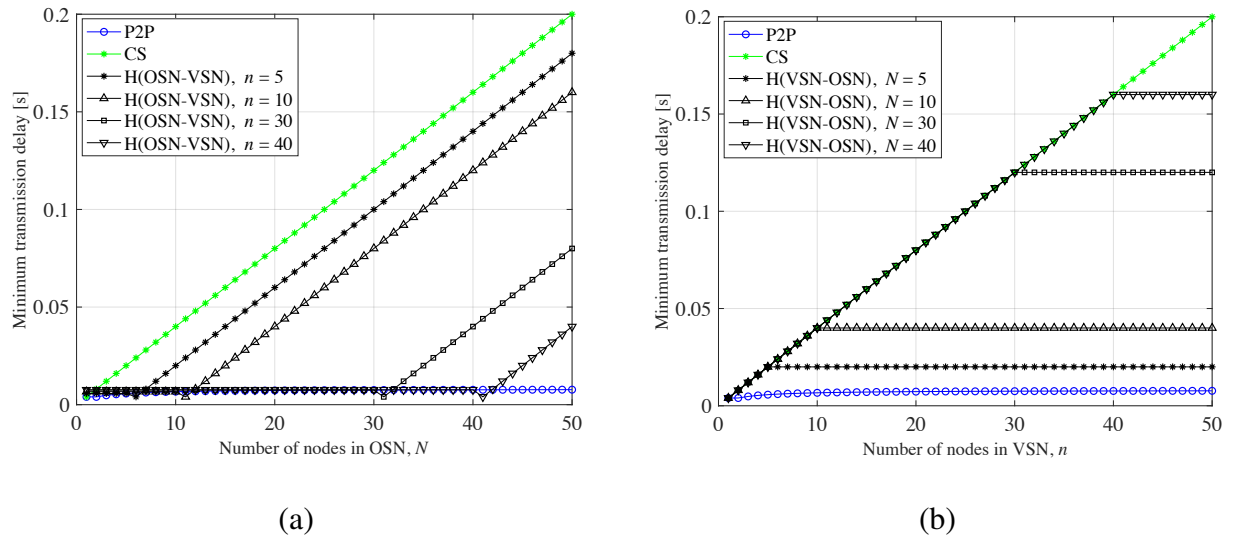 0.2
0.15
0.1
0.05
0
0
10
20
30
40
50
Minimum transmission delay [s]
Number of nodes in OSN, N
P2P
CS
H(OSN-VSN), n = 5
H(OSN-VSN), n = 10
H(OSN-VSN), n = 30
H(OSN-VSN), n = 40
(a)
0.2
0.15
0.1
0.05
0
0
10
20
30
40
50
Minimum transmission delay [s]
Number of nodes in VSN, n
P2P
CS
H(VSN-OSN), N = 5
H(VSN-OSN), N = 10
H(VSN-OSN), N = 30
H(VSN-OSN), N = 40
(b)